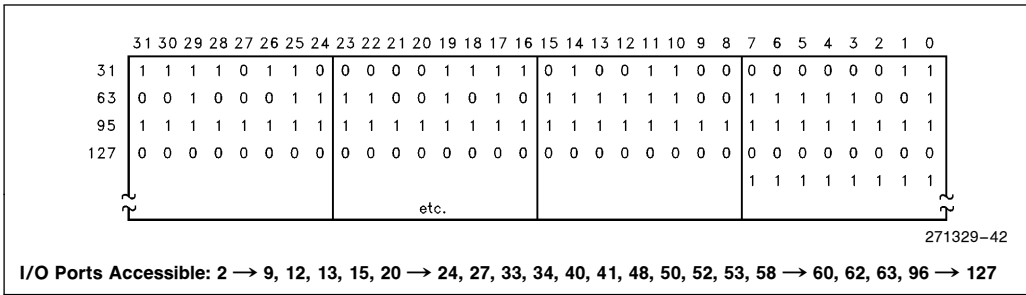 31 30 29 28 27 26 25 24 23 22 21 20 19 18 17 16 15 14 13 12 11 10 9 8 7 6 5 4 3 2 1 0
31 1 1 1 1 0 1 1 0 0 0 0 0 1 1 1 1 0 1 0 0 1 1 0 0 0 0 0 0 0 0 1 1
63 0 0 1 0 0 0 1 1 1 1 0 0 1 0 1 0 1 1 1 1 1 1 0 0 1 1 1 1 1 0 0 1
95 1 1 1 1 1 1 1 1 1 1 1 1 1 1 1 1 1 1 1 1 1 1 1 1 1 1 1 1 1 1 1 1
127 0 0 0 0 0 0 0 0 0 0 0 0 0 0 0 0 0 0 0 0 0 0 0 0 0 0 0 0 0 0 0 0
1 1 1 1 1 1 1 1
etc.
271329–42
I/O Ports Accessible: 2 → 9, 12, 13, 15, 20 → 24, 27, 33, 34, 40, 41, 48, 50, 52, 53, 58 → 60, 62, 63, 96 → 127